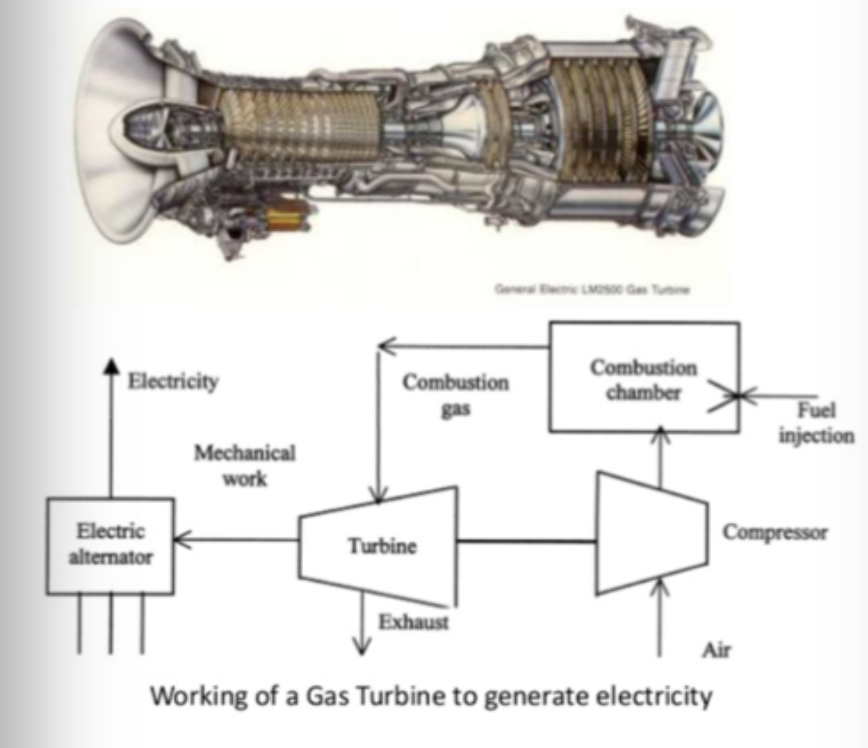 General Electric LM2500 Gas Turbine
Electricity
Combustion
gas
Combustion
chamber
Fuel
injection
Mechanical
work
Electric
alternator
Turbine
Compressor
Exhaust
Air
Working of a Gas Turbine to generate electricity